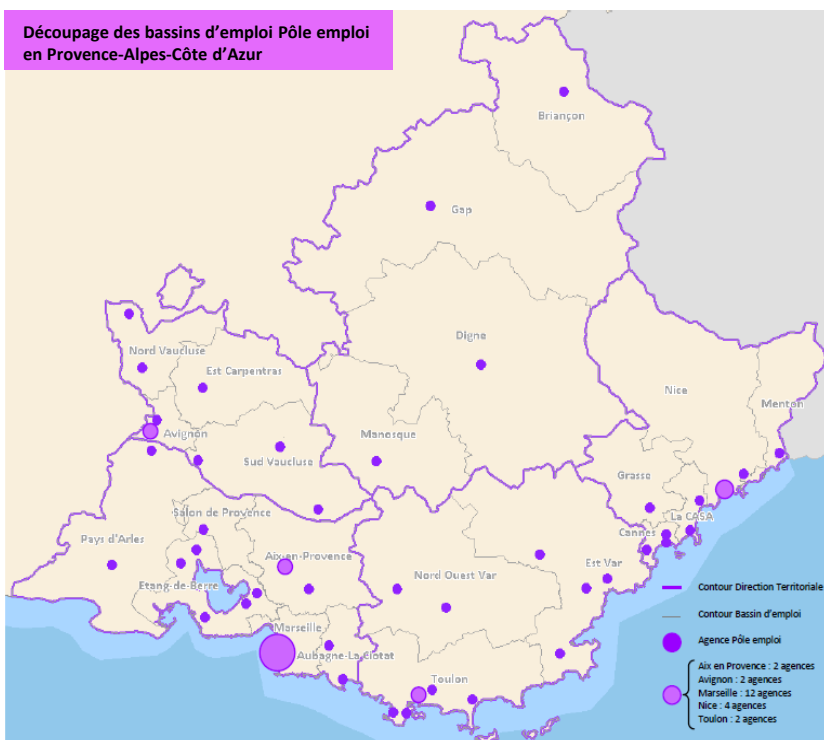 Découpage des bassins d’emploi Pôle emploi
en Provence-Alpes-Côte d’Azur
Briançon
Gap
Digne
Nord Vaucluse
Est Carpentras
Nice
Menton
Avignon
Manosque
Sud Vaucluse
Grasse
Salon de Provence
La CASA
Pays d'Arles
Cannes
Aix-en-Provence
Est Var
Nord Ouest Var
Etang-de-Berre
Marseille
Aubagne-La Ciotat
Toulon
Contour Direction Territoriale
Contour Bassin d'emploi
Agence Pôle emploi
Aix en Provence : 2 agences
Avignon : 2 agences
Marseille : 12 agences
Nice : 4 agences
Toulon : 2 agences